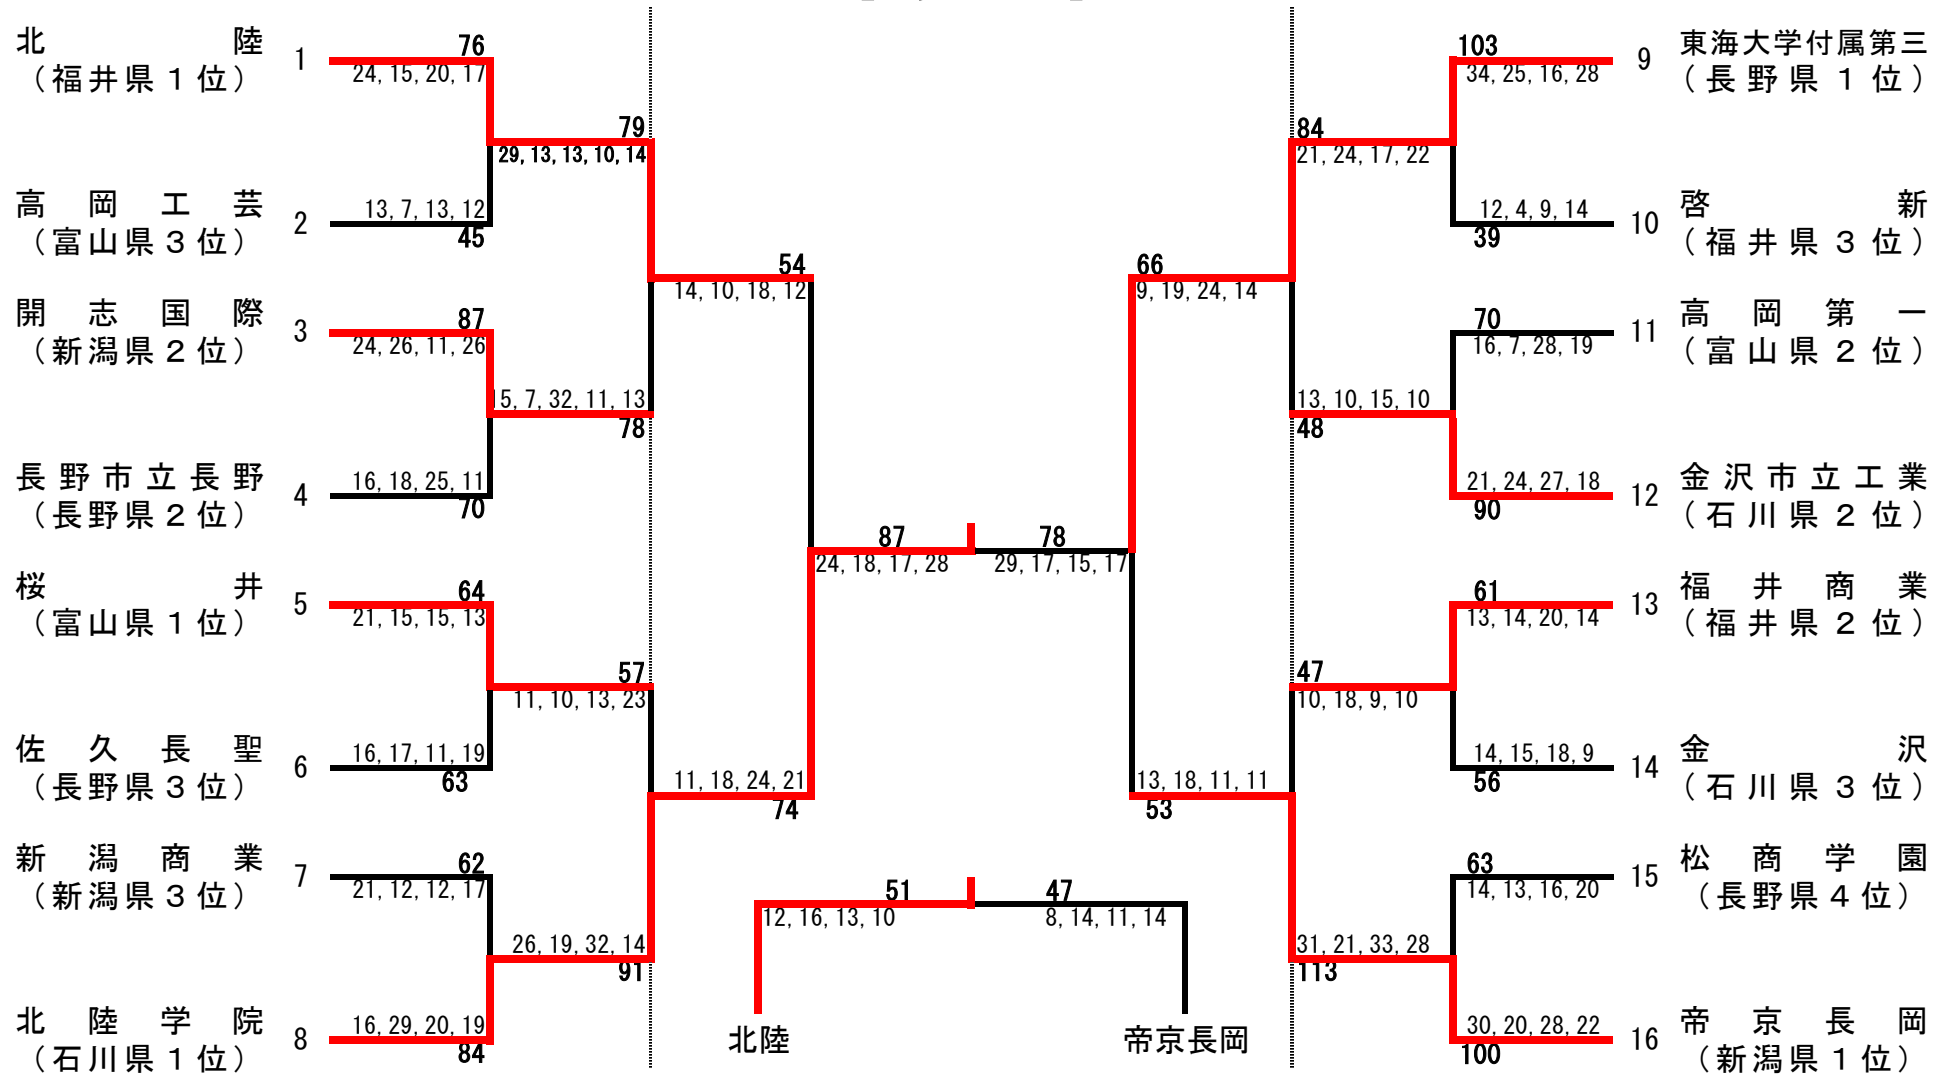 北陸
（福井県１位）
1
76
24, 15, 20, 17
高岡工芸
（富山県３位）
2
13, 7, 13, 12
45
79
29, 13, 13, 10, 14
開志国際
（新潟県２位）
3
87
24, 26, 11, 26
長野市立長野
（長野県２位）
4
16, 18, 25, 11
70
15, 7, 32, 11, 13
78
54
14, 10, 18, 12
桜井
（富山県１位）
5
64
21, 15, 15, 13
佐久長聖
（長野県３位）
6
16, 17, 11, 19
63
57
11, 10, 13, 23
新潟商業
（新潟県３位）
7
62
21, 12, 12, 17
北陸学院
（石川県１位）
8
16, 29, 20, 19
84
26, 19, 32, 14
91
11, 18, 24, 21
74
87
24, 18, 17, 28
78
29, 17, 15, 17
51
12, 16, 13, 10
47
8, 14, 11, 14
北陸
帝京長岡
66
9, 19, 24, 14
13, 18, 11, 11
53
84
21, 24, 17, 22
13, 10, 15, 10
48
47
10, 18, 9, 10
31, 21, 33, 28
113
103
34, 25, 16, 28
9
東海大学付属第三
（長野県１位）
12, 4, 9, 14
39
10
啓新
（福井県３位）
70
16, 7, 28, 19
11
高岡第一
（富山県２位）
21, 24, 27, 18
90
12
金沢市立工業
（石川県２位）
61
13, 14, 20, 14
13
福井商業
（福井県２位）
14, 15, 18, 9
56
14
金沢
（石川県３位）
63
14, 13, 16, 20
15
松商学園
（長野県４位）
30, 20, 28, 22
100
16
帝京長岡
（新潟県１位）